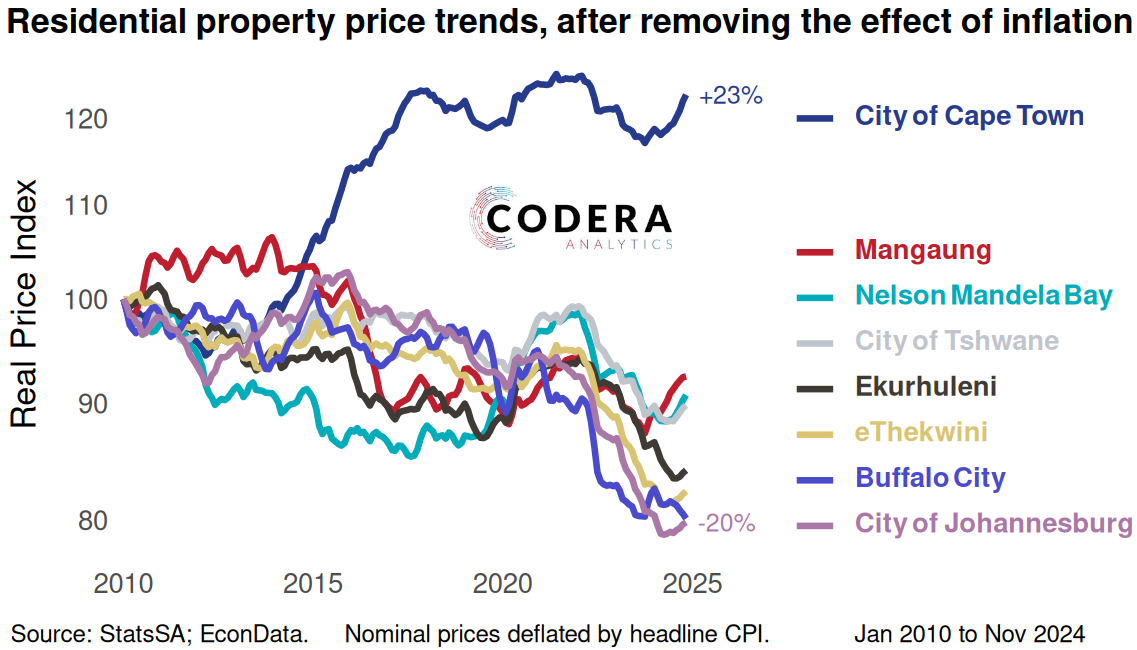 Residential property price trends, after removing the effect of inflation
Real Price Index
120
110
100
90
80
2010
2015
2020
2025
+23%
-20%
CODERA
ANALYTICS
City of Cape Town
Mangaung
Nelson Mandela Bay
City of Tshwane
Ekurhuleni
eThekwini
Buffalo City
City of Johannesburg
Source: StatsSA; EconData. Nominal prices deflated by headline CPI. Jan 2010 to Nov 2024